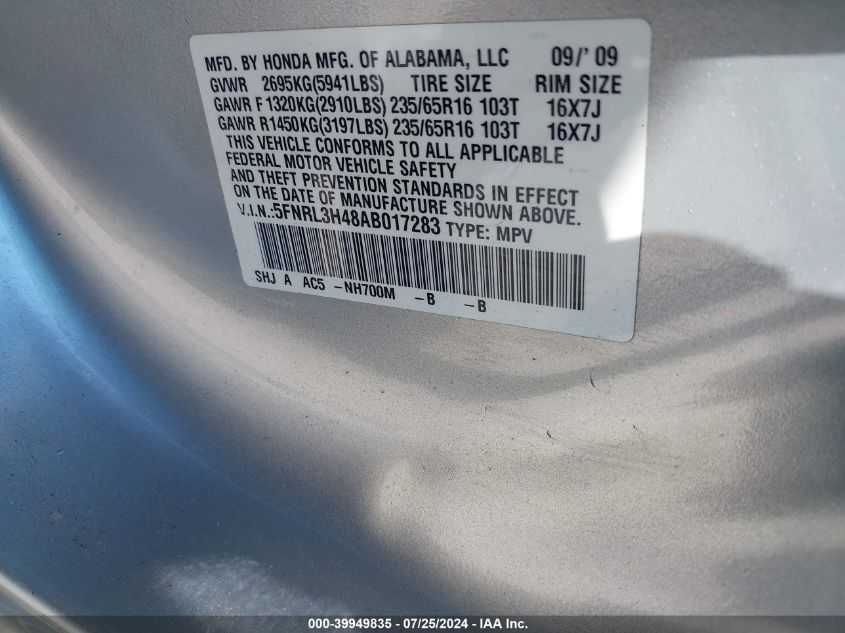 MFD. BY HONDA MFG. OF ALABAMA, LLC 09/' 09
GVWR 2695KG(5941LBS) TIRE SIZE RIM SIZE
GAWR F 1320KG(2910LBS) 235/65R16 103T 16X7J
GAWR R1450KG(3197LBS) 235/65R16 103T 16X7J
THIS VEHICLE CONFORMS TO ALL APPLICABLE
FEDERAL MOTOR VEHICLE SAFETY
AND THEFT PREVENTION STANDARDS IN EFFECT
ON THE DATE OF MANUFACTURE SHOWN ABOVE.
V.I.N.:5FNRL3H48AB017283 TYPE: MPV
SHJ A AC5 -NH700M -B -B
000-39949835 - 07/25/2024 - IAA Inc.